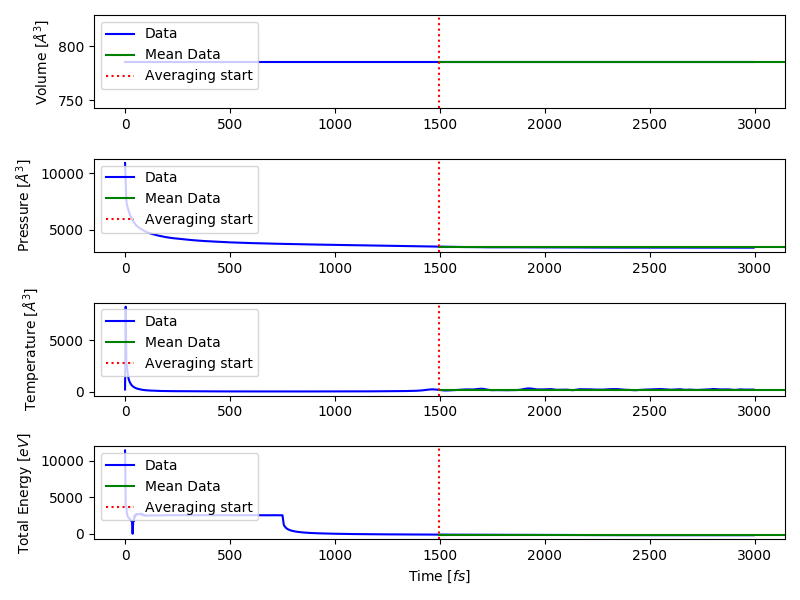 Volume [Å³]
800
750
Data
Mean Data
Averaging start
0 500 1000 1500 2000 2500 3000
Pressure [Å³]
10000
5000
Data
Mean Data
Averaging start
0 500 1000 1500 2000 2500 3000
Temperature [Å³]
5000
0
Data
Mean Data
Averaging start
0 500 1000 1500 2000 2500 3000
Total Energy [eV]
10000
5000
0
Data
Mean Data
Averaging start
0 500 1000 1500 2000 2500 3000
Time [fs]